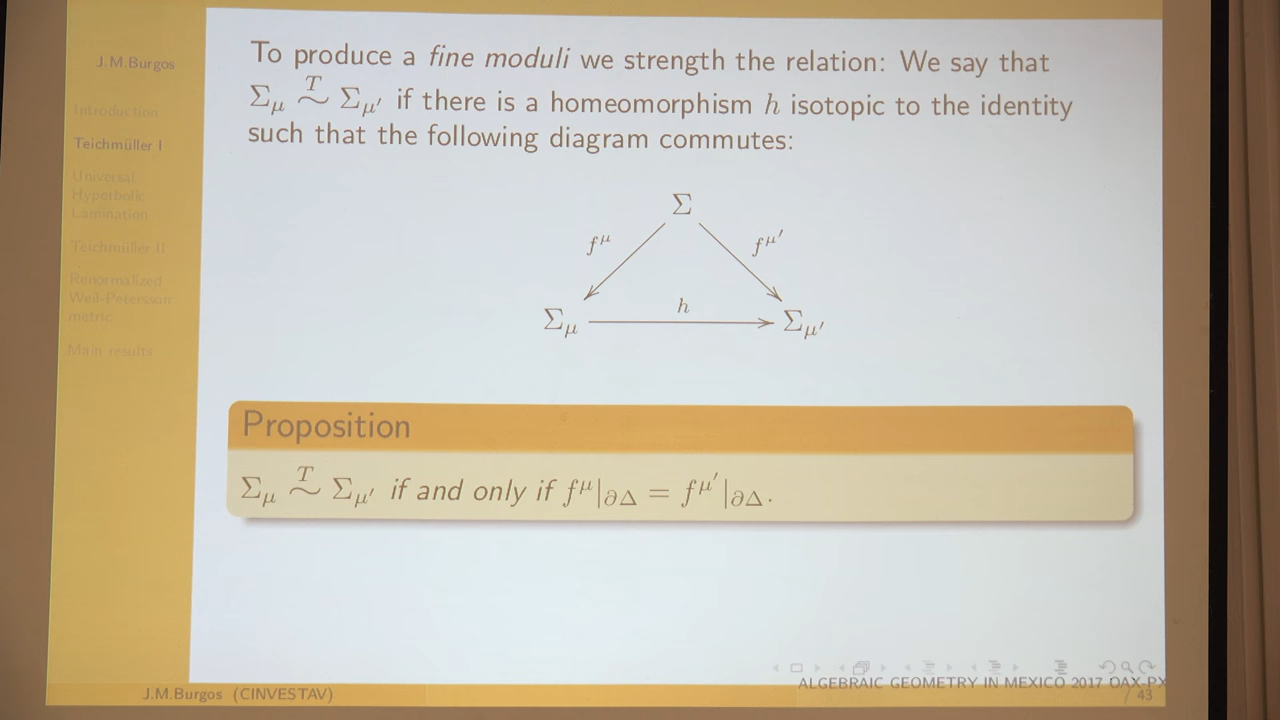 J.M.Burgos
Introduction
Teichmüller I
Universal
Hyperbolic
Lamination
Teichmüller II
Renormalized
Weil-Petersson
metric
Main results
To produce a fine moduli we strength the relation: We say that
Σ_μ ∼^T Σ_μ′ if there is a homeomorphism h isotopic to the identity
such that the following diagram commutes:
Σ
f^μ f^μ′
h
Σ_μ Σ_μ′
Proposition
Σ_μ ∼^T Σ_μ′ if and only if f^μ|_∂Δ = f^μ′|_∂Δ.
J.M.Burgos (CINVESTAV)
ALGEBRAIC GEOMETRY IN MEXICO 2017 OAX-PX
/ 43